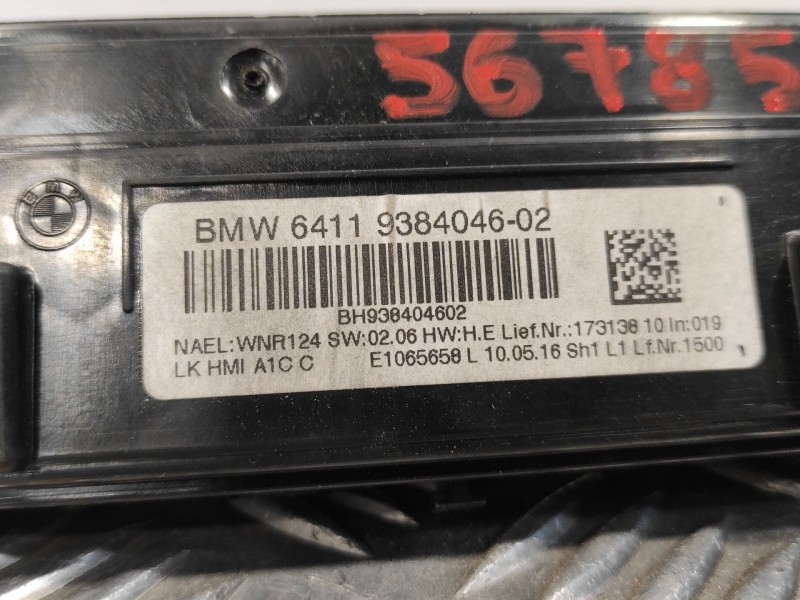 56785
BMW
BMW 6411 9384046-02
BH938404602
NAEL:WNR124 SW:02.06 HW:H.E Lief.Nr.:173138 10 In:019
LK HMI A1C C E1065658 L 10.05.16 Sh1 L1 Lf.Nr.1500